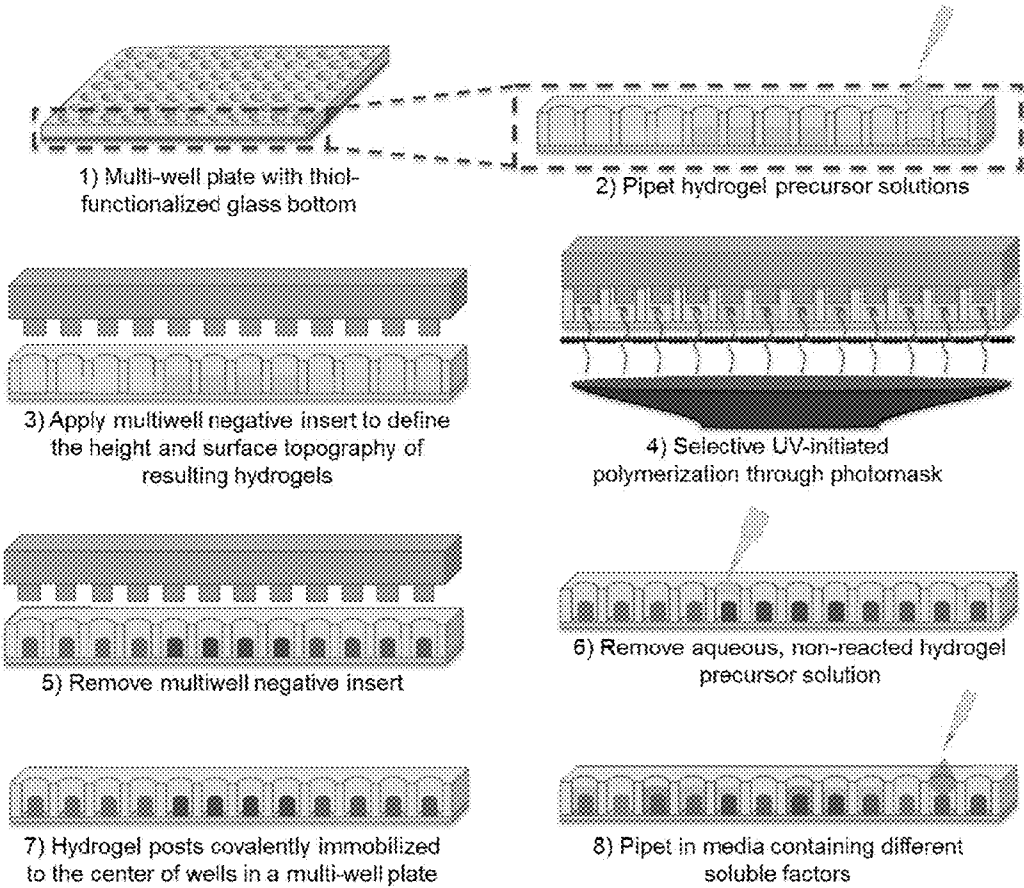 1) Multi-well plate with thiol-
functionalized glass bottom
2) Pipet hydrogel precursor solutions
3) Apply multiwell negative insert to define
the height and surface topography of
resulting hydrogels
4) Selective UV-initiated
polymerization through photomask
5) Remove multiwell negative insert
6) Remove aqueous, non-reacted hydrogel
precursor solution
7) Hydrogel posts covalently immobilized
to the center of wells in a multi-well plate
8) Pipet in media containing different
soluble factors